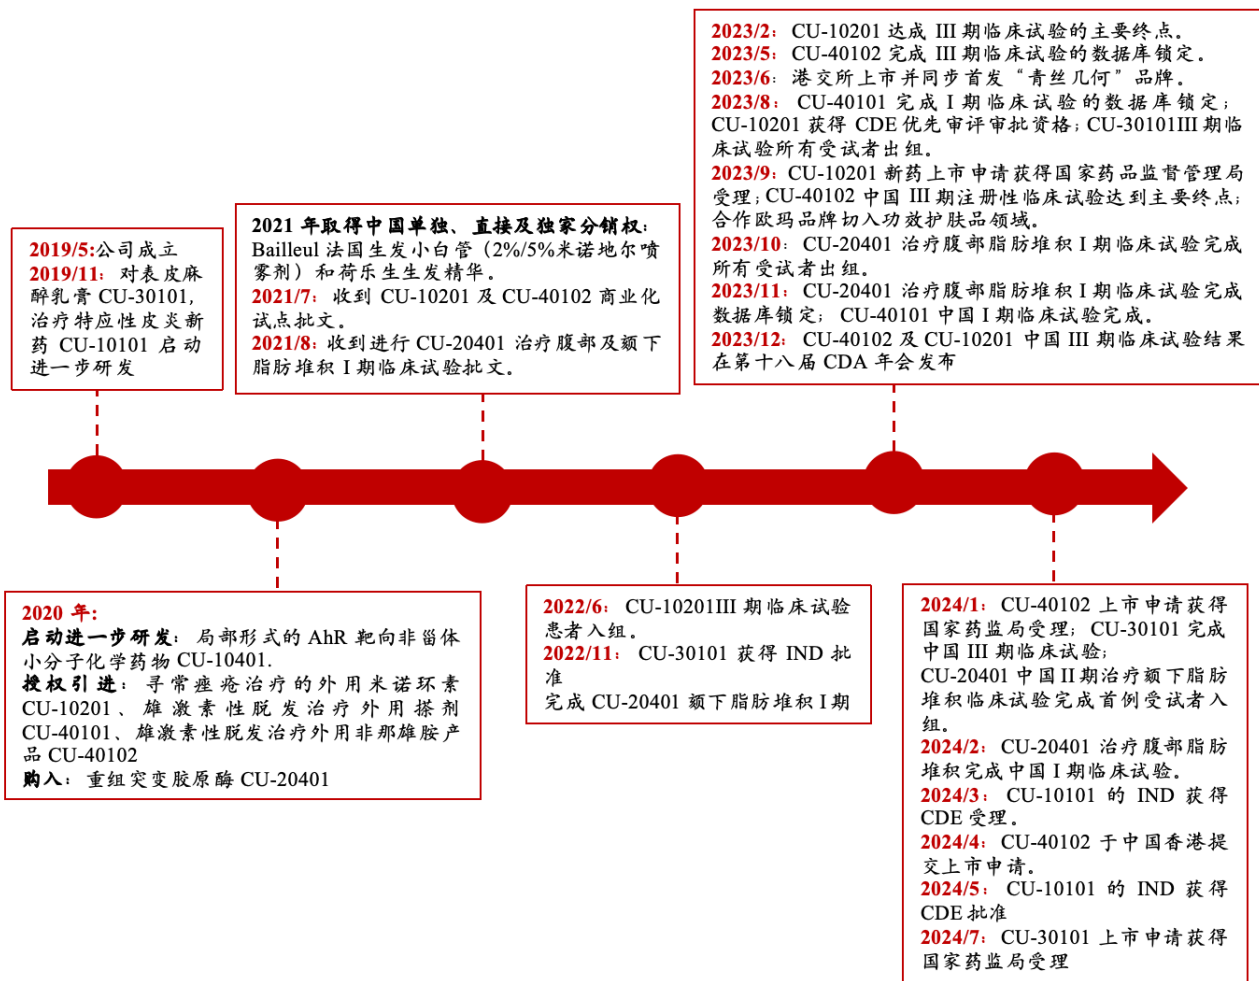 2019/5:公司成立
2019/11：对表皮麻
醉乳膏 CU-30101，
治疗特应性皮炎新
药 CU-10101 启动
进一步研发
2020 年:
启动进一步研发：局部形式的 AhR 靶向非甾体
小分子化学药物 CU-10401.
授权引进：寻常痤疮治疗的外用米诺环素
CU-10201、雄激素性脱发治疗外用搽剂
CU-40101、雄激素性脱发治疗外用非那雄胺产
品 CU-40102
购入：重组突变胶原酶 CU-20401
2021 年取得中国单独、直接及独家分销权：
Bailleul 法国生发小白管（2%/5%米诺地尔喷
雾剂）和荷乐生生发精华。
2021/7：收到 CU-10201 及 CU-40102 商业化
试点批文。
2021/8：收到进行 CU-20401 治疗腹部及颏下
脂肪堆积 I 期临床试验批文。
2022/6：CU-10201III 期临床试验
患者入组。
2022/11：CU-30101 获得 IND 批
准
完成 CU-20401 颏下脂肪堆积 I 期
2023/2：CU-10201 达成 III 期临床试验的主要终点。
2023/5：CU-40102 完成 III 期临床试验的数据库锁定。
2023/6：港交所上市并同步首发“青丝几何”品牌。
2023/8：CU-40101 完成 I 期临床试验的数据库锁定；
CU-10201 获得 CDE 优先审评审批资格；CU-30101III 期临
床试验所有受试者出组。
2023/9：CU-10201 新药上市申请获得国家药品监督管理局
受理；CU-40102 中国 III 期注册性临床试验达到主要终点；
合作欧玛品牌切入功效护肤品领域。
2023/10：CU-20401 治疗腹部脂肪堆积 I 期临床试验完成
所有受试者出组。
2023/11：CU-20401 治疗腹部脂肪堆积 I 期临床试验完成
数据库锁定；CU-40101 中国 I 期临床试验完成。
2023/12：CU-40102 及 CU-10201 中国 III 期临床试验结果
在第十八届 CDA 年会发布
2024/1：CU-40102 上市申请获得
国家药监局受理；CU-30101 完成
中国 III 期临床试验;
CU-20401 中国 II 期治疗颏下脂肪
堆积临床试验完成首例受试者入
组。
2024/2：CU-20401 治疗腹部脂肪
堆积完成中国 I 期临床试验。
2024/3：CU-10101 的 IND 获得
CDE 受理。
2024/4：CU-40102 于中国香港提
交上市申请。
2024/5：CU-10101 的 IND 获得
CDE 批准
2024/7：CU-30101 上市申请获得
国家药监局受理